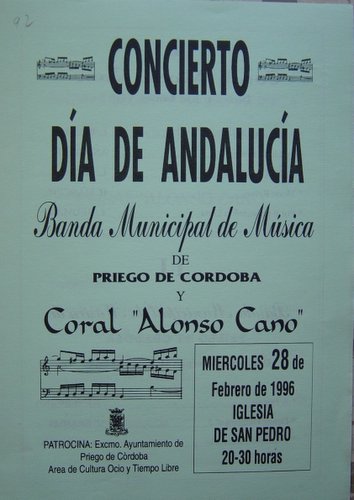 92
CONCIERTO
DÍA DE ANDALUCÍA
Banda Municipal de Música
DE
PRIEGO DE CORDOBA
Y
Coral "Alonso Cano"
MIERCOLES 28 de
Febrero de 1996
IGLESIA
DE SAN PEDRO
20-30 horas
PATROCINA: Excmo. Ayuntamiento de
Priego de Còrdoba
Area de Cultura Ocio y Tiempo Libre